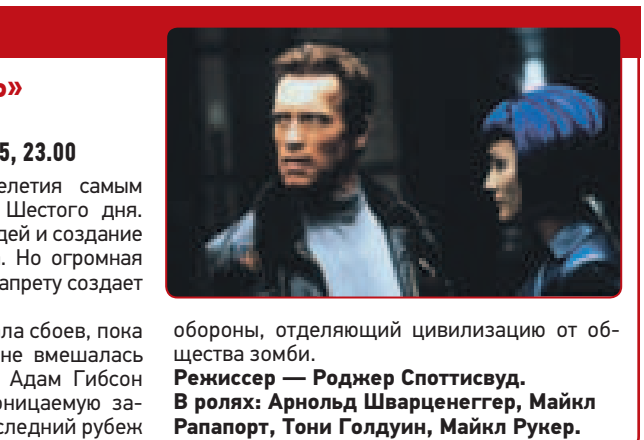 ь»
5, 23.00
елетия самым
Шестого дня.
дей и создание
. Но огромная
апрету создает
ла сбоев, пока
не вмешалась
Адам Гибсон
оницаемую за-
следний рубеж
обороны, отделяющий цивилизацию от об-
щества зомби.
Режиссер — Роджер Споттисвуд.
В ролях: Арнольд Шварценеггер, Майкл
Рапапорт, Тони Голдуин, Майкл Рукер.